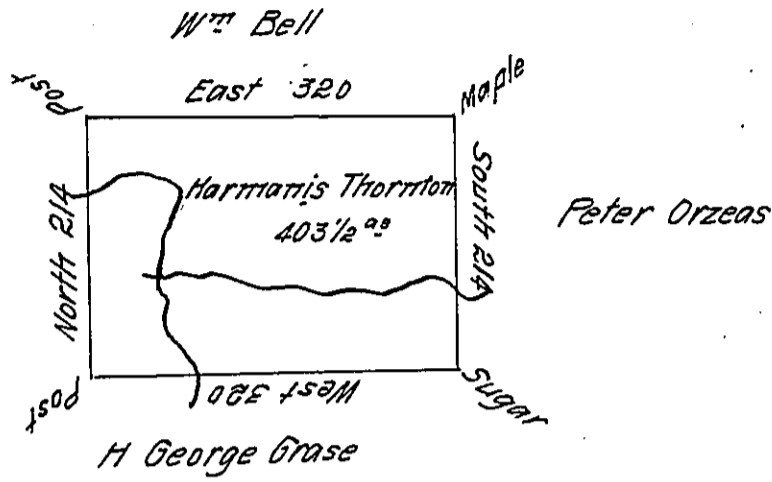 Wm Bell
East 320
Post
Maple
North 214
Harmanis Thornton
403 1/2 as
South 214
Peter Orzeas
Post
West 320
Sugar
H George Grase